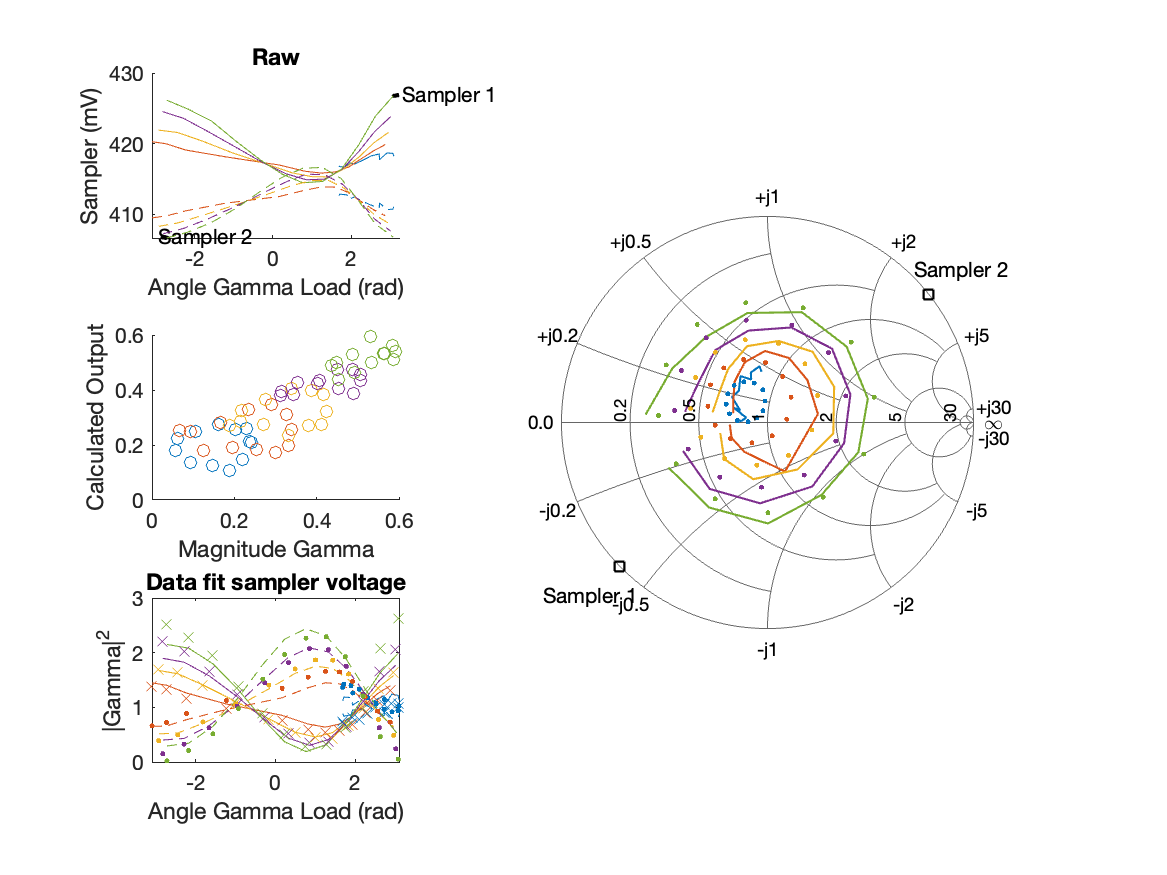 Raw
430
420
410
Sampler (mV)
Sampler 1
Sampler 2
-2 0 2
Angle Gamma Load (rad)
0.6
0.4
0.2
0
Calculated Output
0 0.2 0.4 0.6
Magnitude Gamma
Data fit sampler voltage
3
2
1
0
|Gamma|2
-2 0 2
Angle Gamma Load (rad)
+j1
+j0.5
+j2
Sampler 2
+j0.2
+j5
0.0
0.2
0.5
1
2
5
30
+j30
∞
-j30
-j0.2
-j5
Sampler 1
-j0.5
-j2
-j1